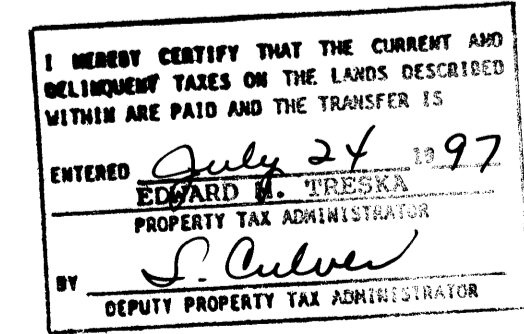 I HEREBY CERTIFY THAT THE CURRENT AND
DELINQUENT TAXES ON THE LANDS DESCRIBED
WITHIN ARE PAID AND THE TRANSFER IS
ENTERED July 24 1997
EDWARD M. TRESKA
PROPERTY TAX ADMINISTRATOR
BY S. Culver
DEPUTY PROPERTY TAX ADMINISTRATOR